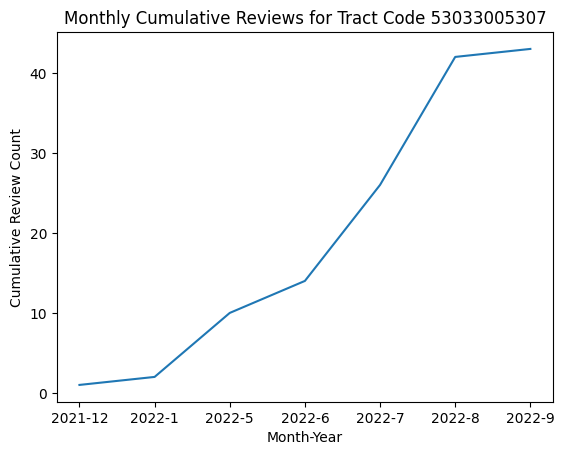 Monthly Cumulative Reviews for Tract Code 53033005307
Cumulative Review Count
40
30
20
10
0
2021-12 2022-1 2022-5 2022-6 2022-7 2022-8 2022-9
Month-Year